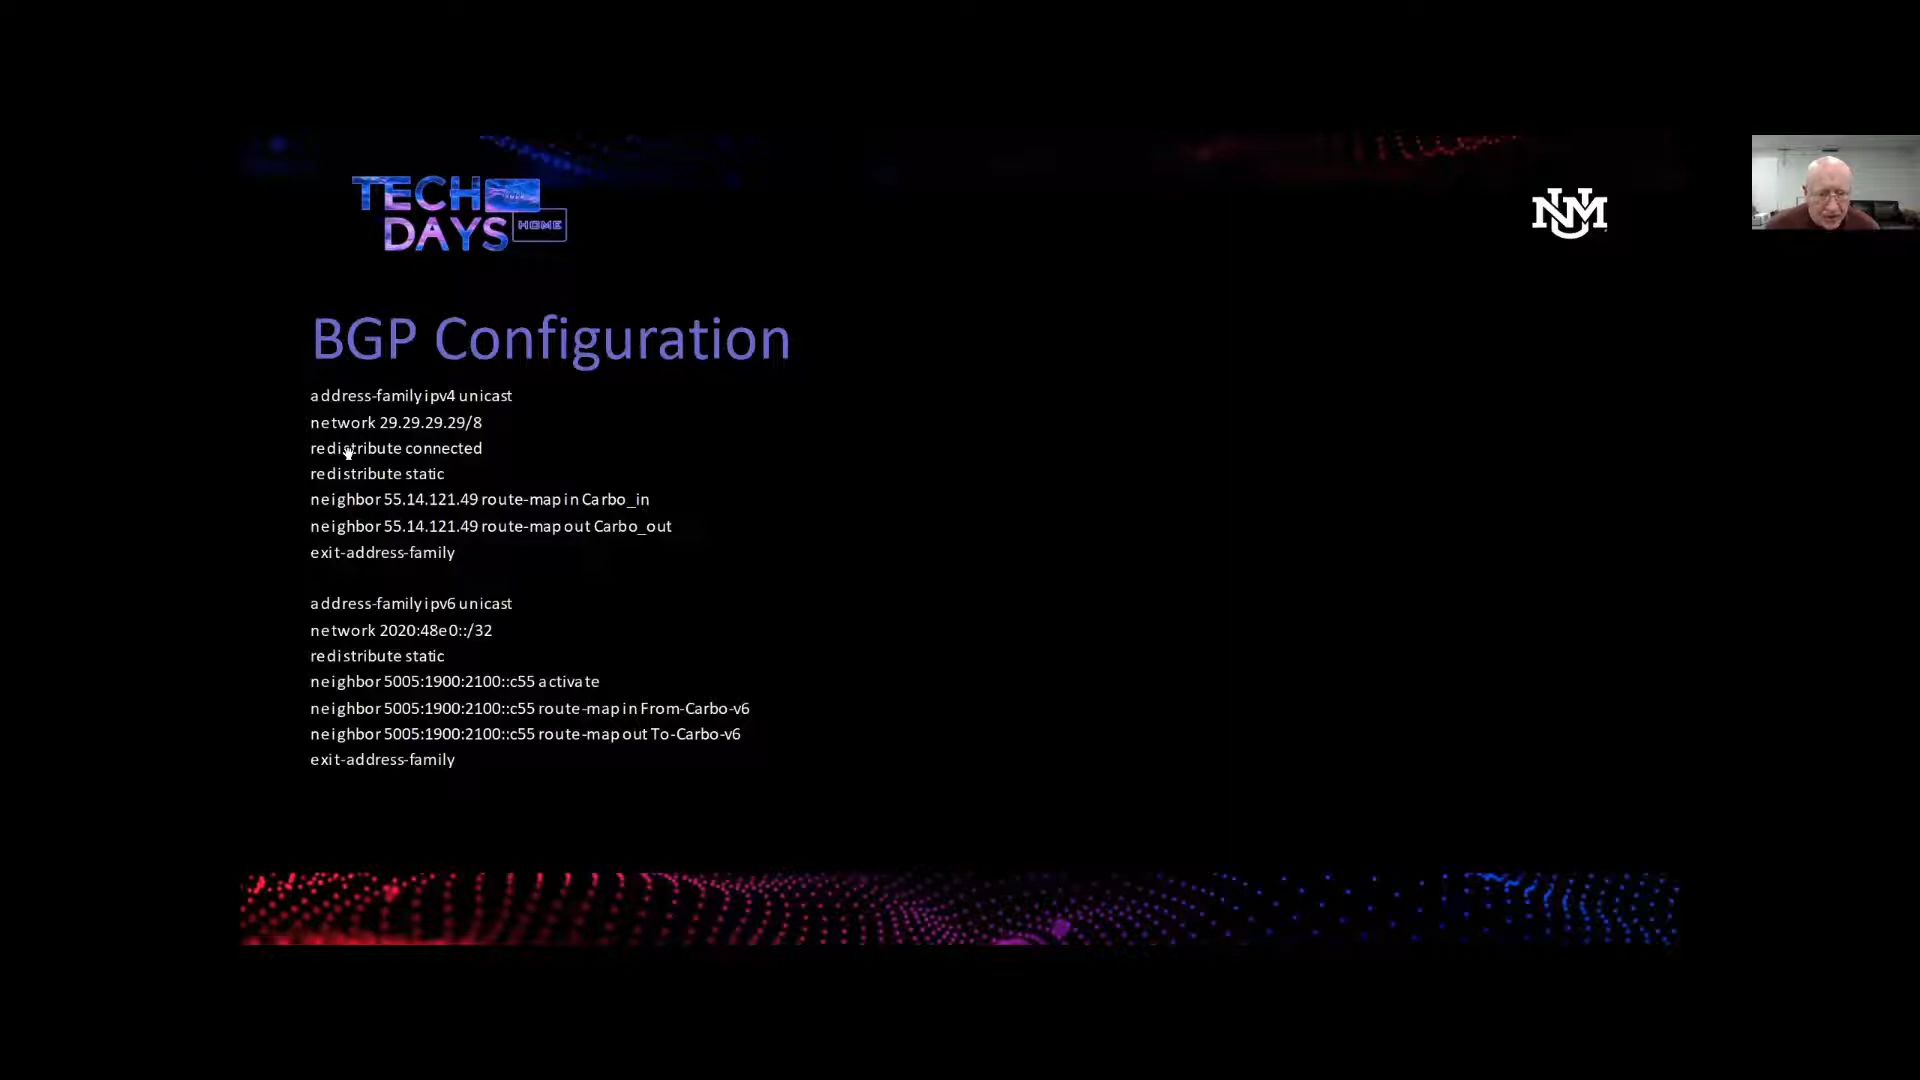 TECH
DAYS
HOME
UNM
BGP Configuration
address-family ipv4 unicast
network 29.29.29.29/8
redistribute connected
redistribute static
neighbor 55.14.121.49 route-map in Carbo_in
neighbor 55.14.121.49 route-map out Carbo_out
exit-address-family
address-family ipv6 unicast
network 2020:48e0::/32
redistribute static
neighbor 5005:1900:2100::c55 activate
neighbor 5005:1900:2100::c55 route-map in From-Carbo-v6
neighbor 5005:1900:2100::c55 route-map out To-Carbo-v6
exit-address-family